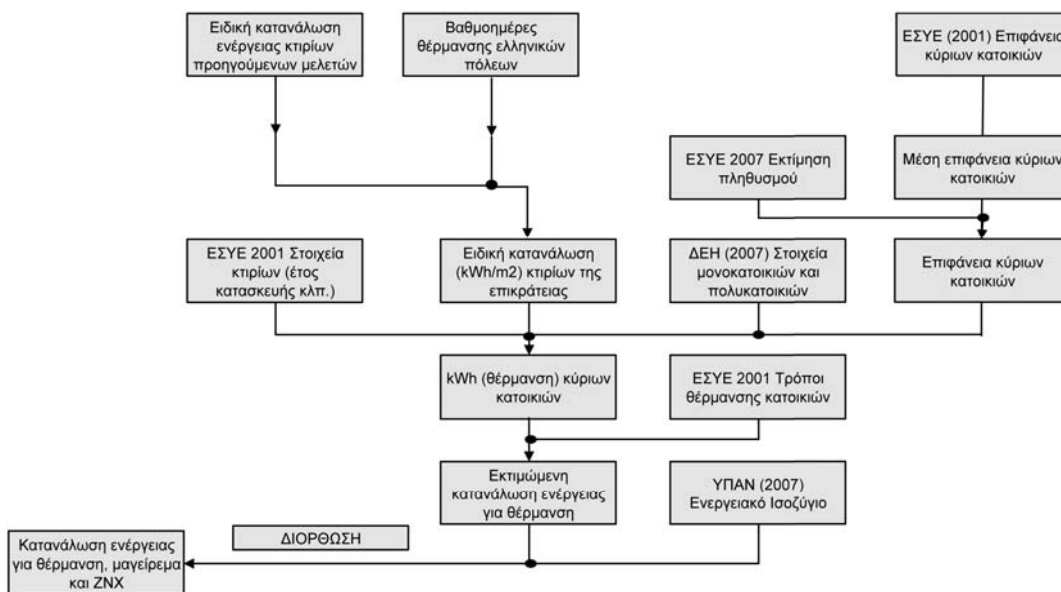 Ειδική κατανάλωση
ενέργειας κτιρίων
προηγούμενων μελετών
Βαθμοημέρες
θέρμανσης ελληνικών
πόλεων
ΕΣΥΕ (2001) Επιφάνεια
κύριων κατοικιών
ΕΣΥΕ 2007 Εκτίμηση
πληθυσμού
Μέση επιφάνεια κύριων
κατοικιών
ΕΣΥΕ 2001 Στοιχεία
κτιρίων (έτος
κατασκευής κλπ.)
Ειδική κατανάλωση
(kWh/m2) κτιρίων της
επικράτειας
ΔΕΗ (2007) Στοιχεία
μονοκατοικιών και
πολυκατοικιών
Επιφάνεια κύριων
κατοικιών
kWh (θέρμανση) κύριων
κατοικιών
ΕΣΥΕ 2001 Τρόποι
θέρμανσης κατοικιών
Εκτιμώμενη
κατανάλωση ενέργειας
για θέρμανση
ΥΠΑΝ (2007)
Ενεργειακό Ισοζύγιο
ΔΙΟΡΘΩΣΗ
Κατανάλωση ενέργειας
για θέρμανση, μαγείρεμα
και ΖΝΧ